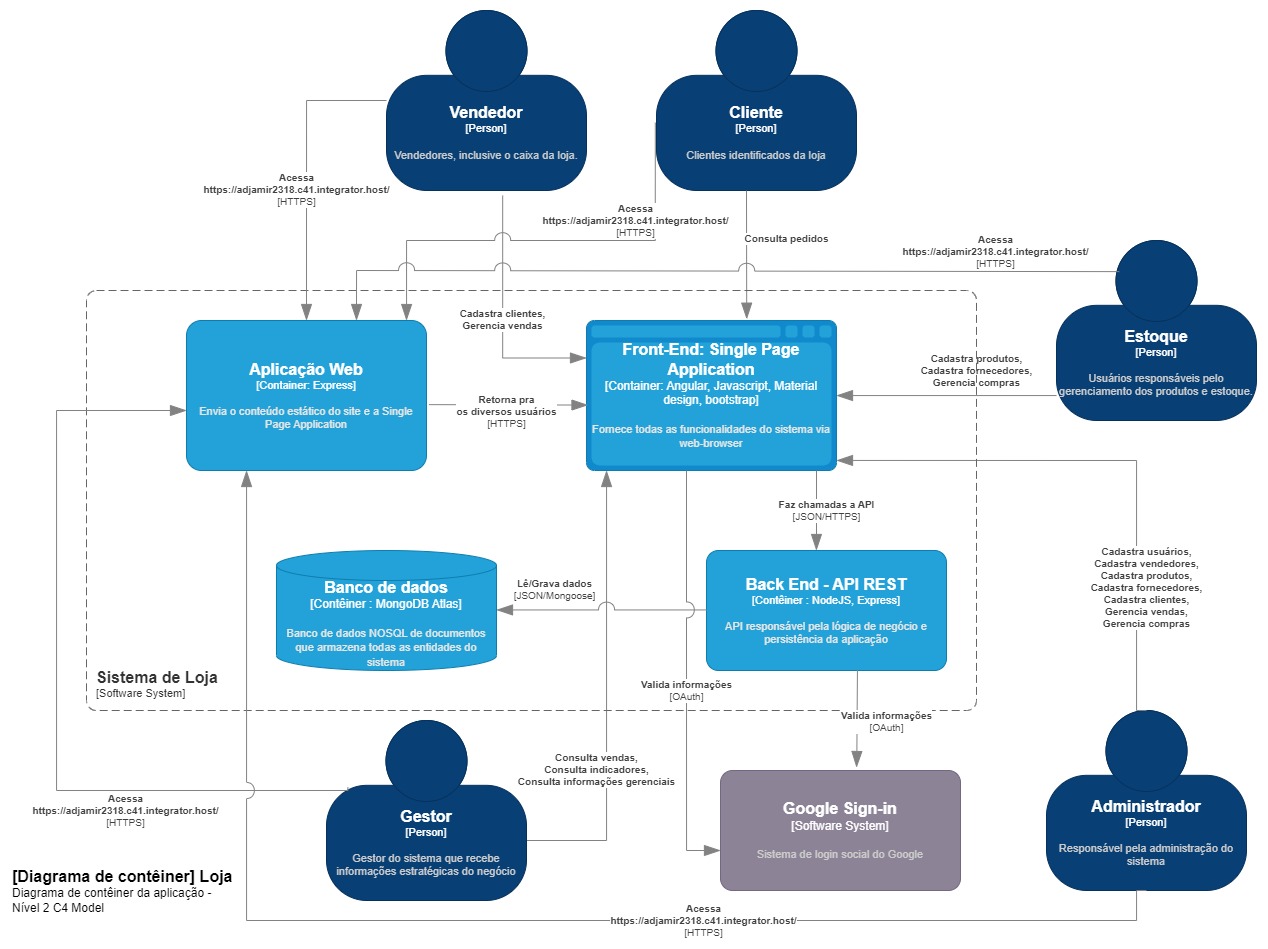 Vendedor
[Person]
Vendedores, inclusive o caixa da loja.
Cliente
[Person]
Clientes identificados da loja
Acessa
https://adjamir2318.c41.integrator.host/
[HTTPS]
Acessa
https://adjamir2318.c41.integrator.host/
[HTTPS]
Consulta pedidos
Acessa
https://adjamir2318.c41.integrator.host/
[HTTPS]
Cadastra clientes,
Gerencia vendas
Estoque
[Person]
Usuários responsáveis pelo
gerenciamento dos produtos e estoque.
Aplicação Web
[Container: Express]
Envia o conteúdo estático do site e a Single
Page Application
Retorna pra
os diversos usuários
[HTTPS]
Front-End: Single Page
Application
[Container: Angular, Javascript, Material
design, bootstrap]
Fornece todas as funcionalidades do sistema via
web-browser
Cadastra produtos,
Cadastra fornecedores,
Gerencia compras
Faz chamadas a API
[JSON/HTTPS]
Banco de dados
[Contêiner : MongoDB Atlas]
Banco de dados NOSQL de documentos
que armazena todas as entidades do
sistema
Lê/Grava dados
[JSON/Mongoose]
Back End - API REST
[Contêiner : NodeJS, Express]
API responsável pela lógica de negócio e
persistência da aplicação
Cadastra usuários,
Cadastra vendedores,
Cadastra produtos,
Cadastra fornecedores,
Cadastra clientes,
Gerencia vendas,
Gerencia compras
Sistema de Loja
[Software System]
Valida informações
[OAuth]
Valida informações
[OAuth]
Consulta vendas,
Consulta indicadores,
Consulta informações gerenciais
Acessa
https://adjamir2318.c41.integrator.host/
[HTTPS]
Gestor
[Person]
Gestor do sistema que recebe
informações estratégicas do negócio
Google Sign-in
[Software System]
Sistema de login social do Google
Administrador
[Person]
Responsável pela administração do
sistema
[Diagrama de contêiner] Loja
Diagrama de contêiner da aplicação -
Nível 2 C4 Model
Acessa
https://adjamir2318.c41.integrator.host/
[HTTPS]